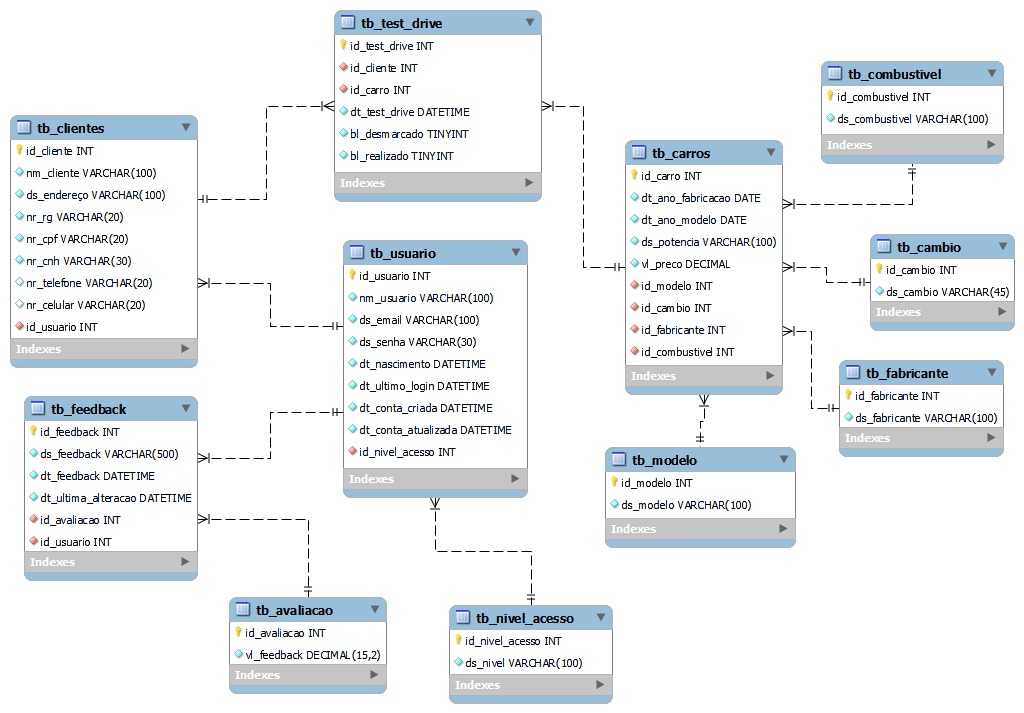 tb_test_drive
id_test_drive INT
id_cliente INT
id_carro INT
dt_test_drive DATETIME
bl_desmarcado TINYINT
bl_realizado TINYINT
Indexes
tb_combustivel
id_combustivel INT
ds_combustivel VARCHAR(100)
Indexes
tb_clientes
id_cliente INT
nm_cliente VARCHAR(100)
ds_endereço VARCHAR(100)
nr_rg VARCHAR(20)
nr_cpf VARCHAR(20)
nr_cnh VARCHAR(30)
nr_telefone VARCHAR(20)
nr_celular VARCHAR(20)
id_usuario INT
Indexes
tb_carros
id_carro INT
dt_ano_fabricacao DATE
dt_ano_modelo DATE
ds_potencia VARCHAR(100)
vl_preco DECIMAL
id_modelo INT
id_cambio INT
id_fabricante INT
id_combustivel INT
Indexes
tb_usuario
id_usuario INT
nm_usuario VARCHAR(100)
ds_email VARCHAR(100)
ds_senha VARCHAR(30)
dt_nascimento DATETIME
dt_ultimo_login DATETIME
dt_conta_criada DATETIME
dt_conta_atualizada DATETIME
id_nivel_acesso INT
Indexes
tb_cambio
id_cambio INT
ds_cambio VARCHAR(45)
Indexes
tb_fabricante
id_fabricante INT
ds_fabricante VARCHAR(100)
Indexes
tb_feedback
id_feedback INT
ds_feedback VARCHAR(500)
dt_feedback DATETIME
dt_ultima_alteracao DATETIME
id_avaliacao INT
id_usuario INT
Indexes
tb_modelo
id_modelo INT
ds_modelo VARCHAR(100)
Indexes
tb_avaliacao
id_avaliacao INT
vl_feedback DECIMAL(15,2)
Indexes
tb_nivel_acesso
id_nivel_acesso INT
ds_nivel VARCHAR(100)
Indexes